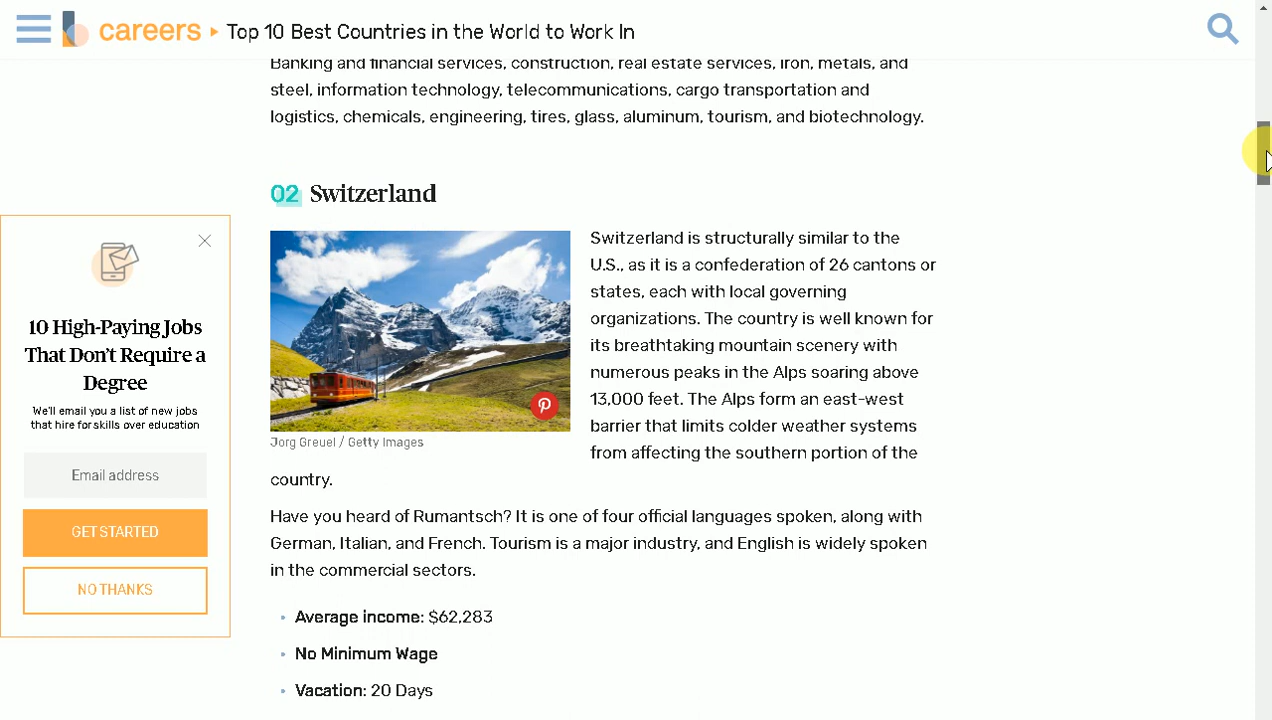 careers ▸ Top 10 Best Countries in the World to Work In
Banking and financial services, construction, real estate services, iron, metals, and
steel, information technology, telecommunications, cargo transportation and
logistics, chemicals, engineering, tires, glass, aluminum, tourism, and biotechnology.
02 Switzerland
Switzerland is structurally similar to the
U.S., as it is a confederation of 26 cantons or
states, each with local governing
organizations. The country is well known for
its breathtaking mountain scenery with
numerous peaks in the Alps soaring above
13,000 feet. The Alps form an east-west
barrier that limits colder weather systems
from affecting the southern portion of the
Jorg Greuel / Getty Images
country.
Have you heard of Rumantsch? It is one of four official languages spoken, along with
German, Italian, and French. Tourism is a major industry, and English is widely spoken
in the commercial sectors.
• Average income: $62,283
• No Minimum Wage
• Vacation: 20 Days
10 High-Paying Jobs
That Don't Require a
Degree
We'll email you a list of new jobs
that hire for skills over education
Email address
GET STARTED
NO THANKS